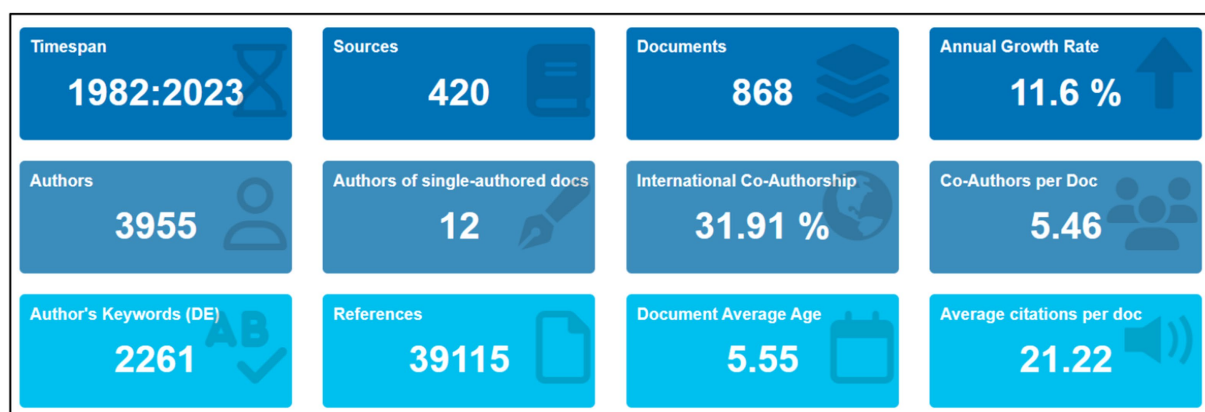 Timespan
1982:2023
Sources
420
Documents
868
Annual Growth Rate
11.6 %
Authors
3955
Authors of single-authored docs
12
International Co-Authorship
31.91 %
Co-Authors per Doc
5.46
Author's Keywords (DE)
2261
AB
References
39115
Document Average Age
5.55
Average citations per doc
21.22